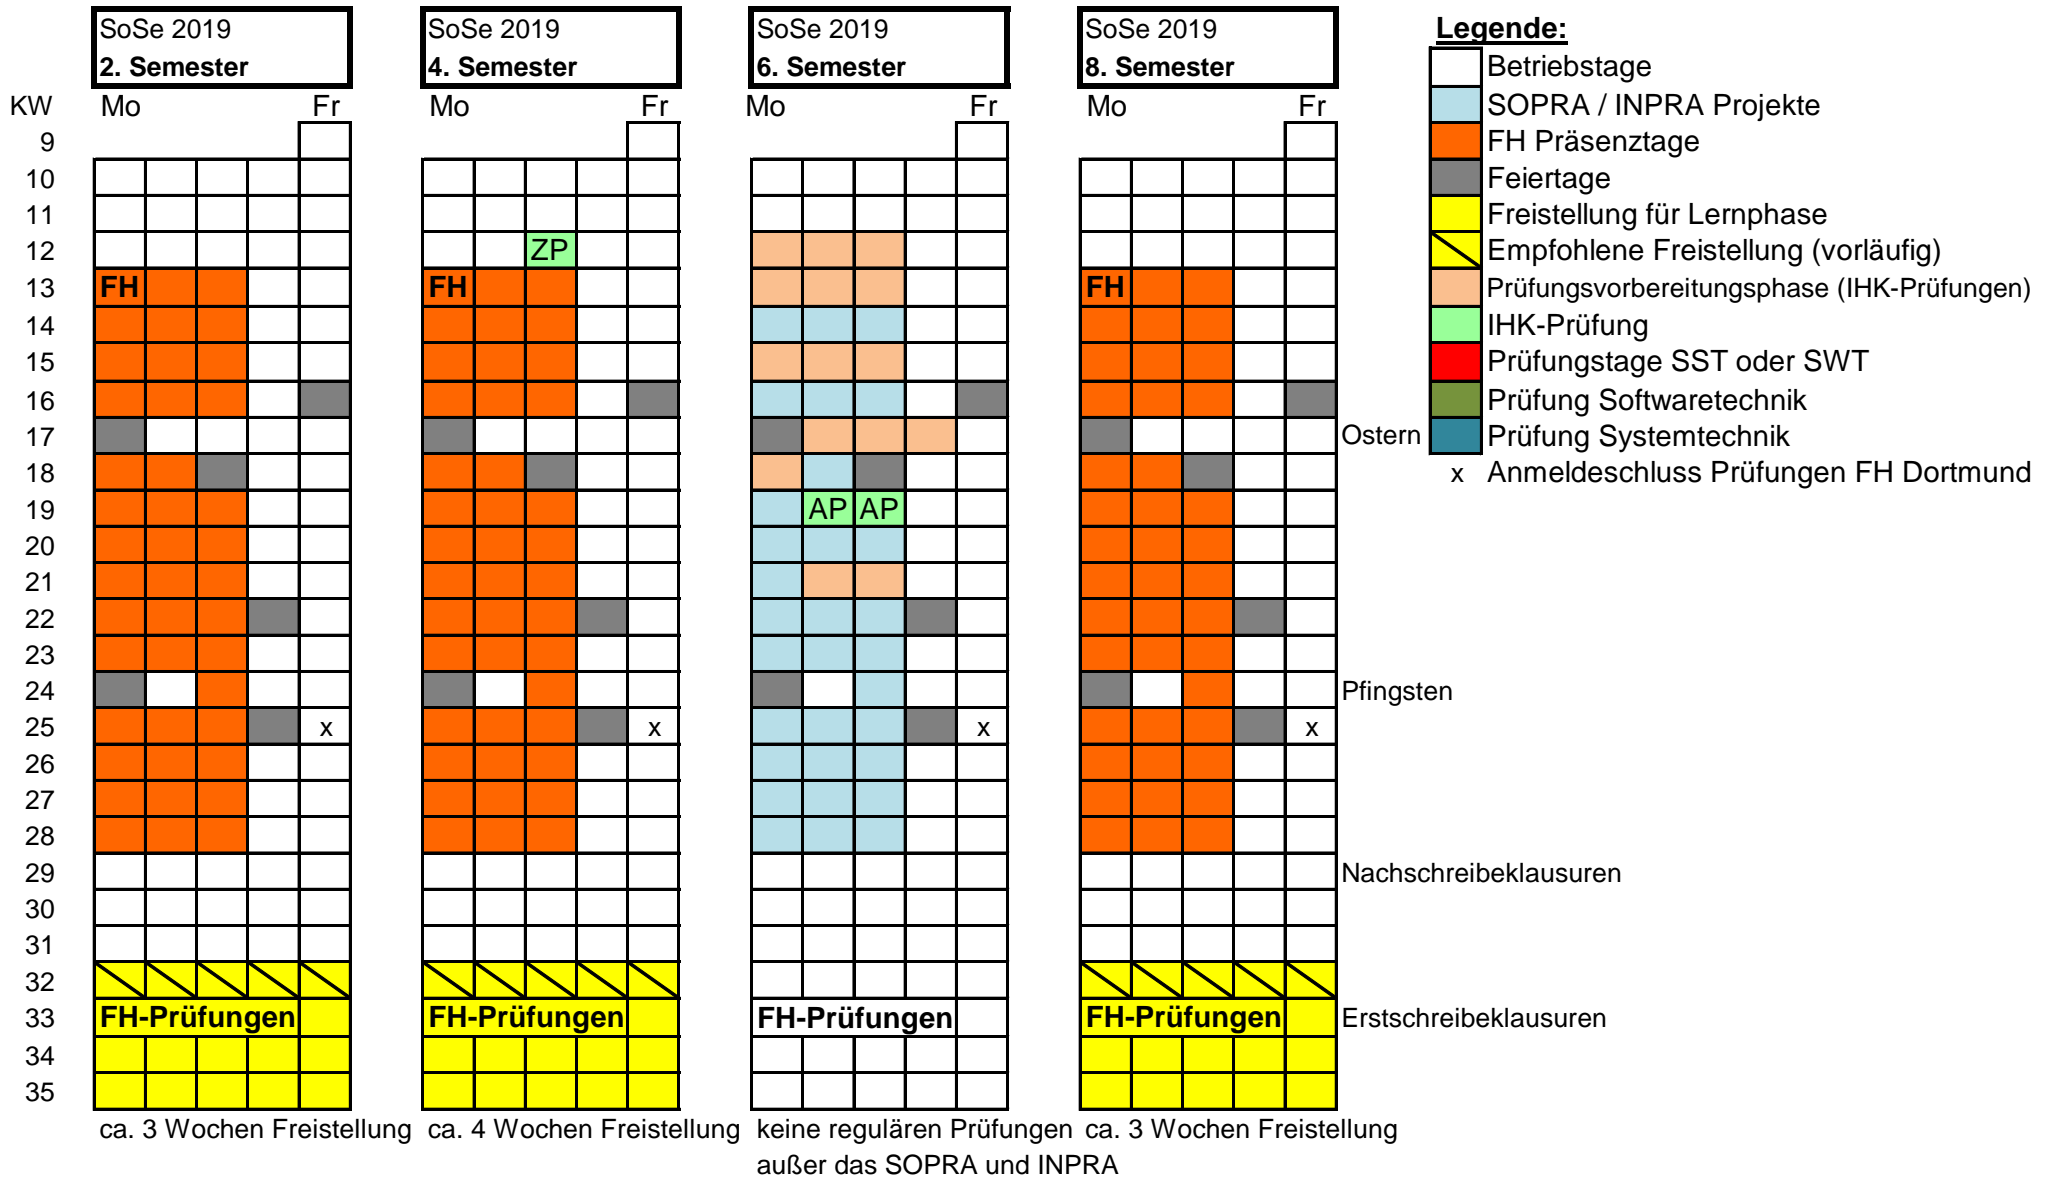 SoSe 2019
2. Semester
SoSe 2019
4. Semester
SoSe 2019
6. Semester
SoSe 2019
8. Semester
Legende:
Betriebstage
SOPRA / INPRA Projekte
FH Präsenztage
Feiertage
Freistellung für Lernphase
Empfohlene Freistellung (vorläufig)
Prüfungsvorbereitungsphase (IHK-Prüfungen)
IHK-Prüfung
Prüfungstage SST oder SWT
Prüfung Softwaretechnik
Prüfung Systemtechnik
x Anmeldeschluss Prüfungen FH Dortmund
KW Mo Fr Mo Fr Mo Fr Mo Fr
9
10
11
12 ZP
13 FH FH FH
14
15
16
17 Ostern
18
19 AP AP
20
21
22
23
24 Pfingsten
25 x x x x
26
27
28
29 Nachschreibeklausuren
30
31
32
33 FH-Prüfungen FH-Prüfungen FH-Prüfungen FH-Prüfungen Erstschreibeklausuren
34
35
ca. 3 Wochen Freistellung ca. 4 Wochen Freistellung keine regulären Prüfungen ca. 3 Wochen Freistellung
außer das SOPRA und INPRA